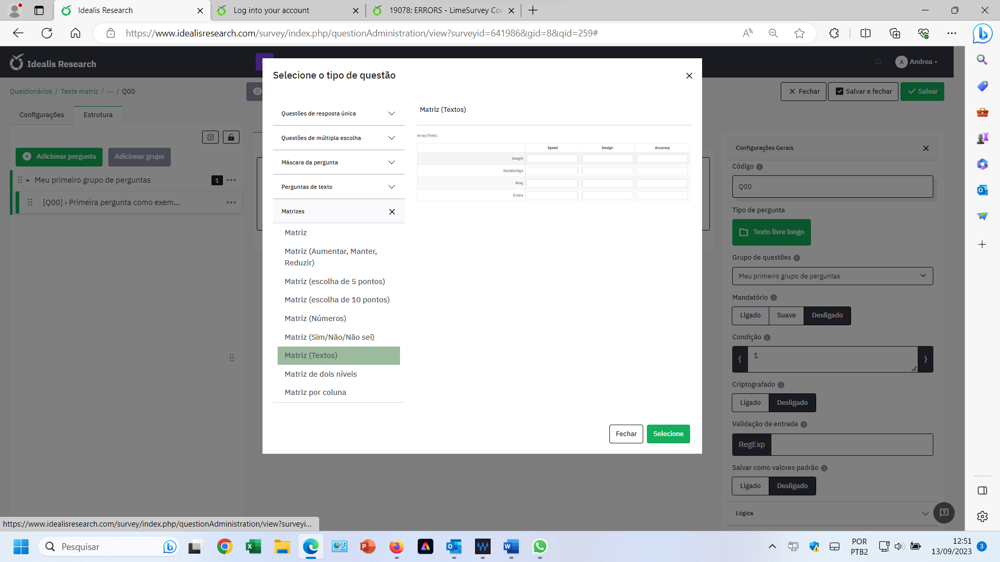 Idealis Research
Log into your account
19078: ERRORS - LimeSurvey Co
https://www.idealisresearch.com/survey/index.php/questionAdministration/view?surveyid=641986&gid=8&qid=259#
Idealis Research
A Andrea
Questionários / Teste matriz / ... / Q00
Fechar
Salvar e fechar
Salvar
Configurações
Estrutura
Adicionar pergunta
Adicionar grupo
Meu primeiro grupo de perguntas
1
[Q00] › Primeira pergunta como exem...
Selecione o tipo de questão
Questões de resposta única
Questões de múltipla escolha
Máscara da pergunta
Perguntas de texto
Matrizes
Matriz
Matriz (Aumentar, Manter,
Reduzir)
Matriz (escolha de 5 pontos)
Matriz (escolha de 10 pontos)
Matriz (Números)
Matriz (Sim/Não/Não sei)
Matriz (Textos)
Matriz de dois níveis
Matriz por coluna
Matriz (Textos)
Array (Texts)
Speed Design Accuracy
Google
Duckduckgo
Bing
Ecosia
Fechar
Selecione
Configurações Gerais
Código
Q00
Tipo de pergunta
Texto livre longo
Grupo de questões
Meu primeiro grupo de perguntas
Mandatório
Ligado Suave Desligado
Condição
{ 1 }
Criptografado
Ligado Desligado
Validação de entrada
RegExp
Salvar como valores padrão
Ligado Desligado
Lógica
https://www.idealisresearch.com/survey/index.php/questionAdministration/view?surveyi...
Pesquisar
POR
PTB2
12:51
13/09/2023
3